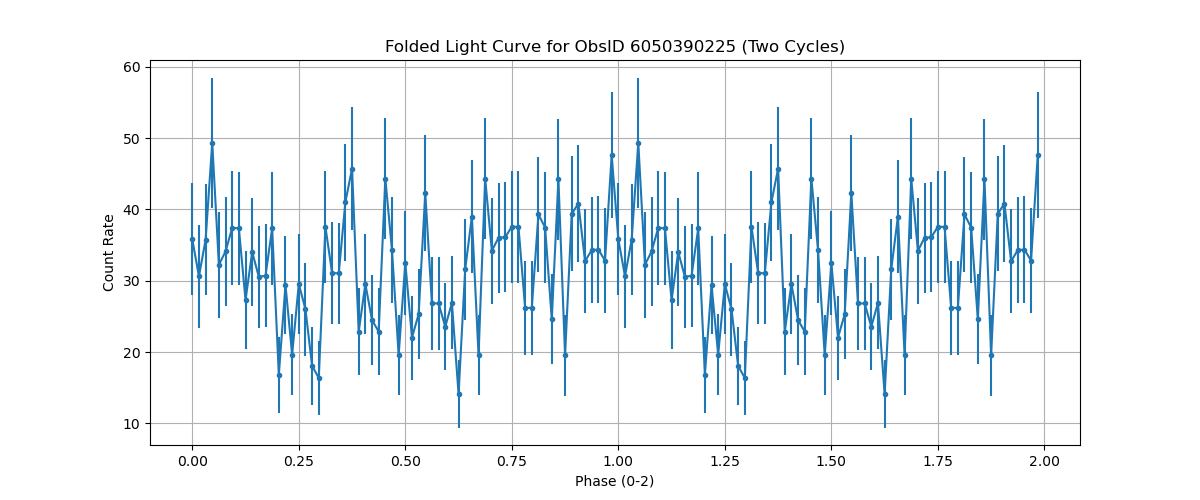 Folded Light Curve for ObsID 6050390225 (Two Cycles)
60
50
40
30
20
10
Count Rate
0.00 0.25 0.50 0.75 1.00 1.25 1.50 1.75 2.00
Phase (0-2)